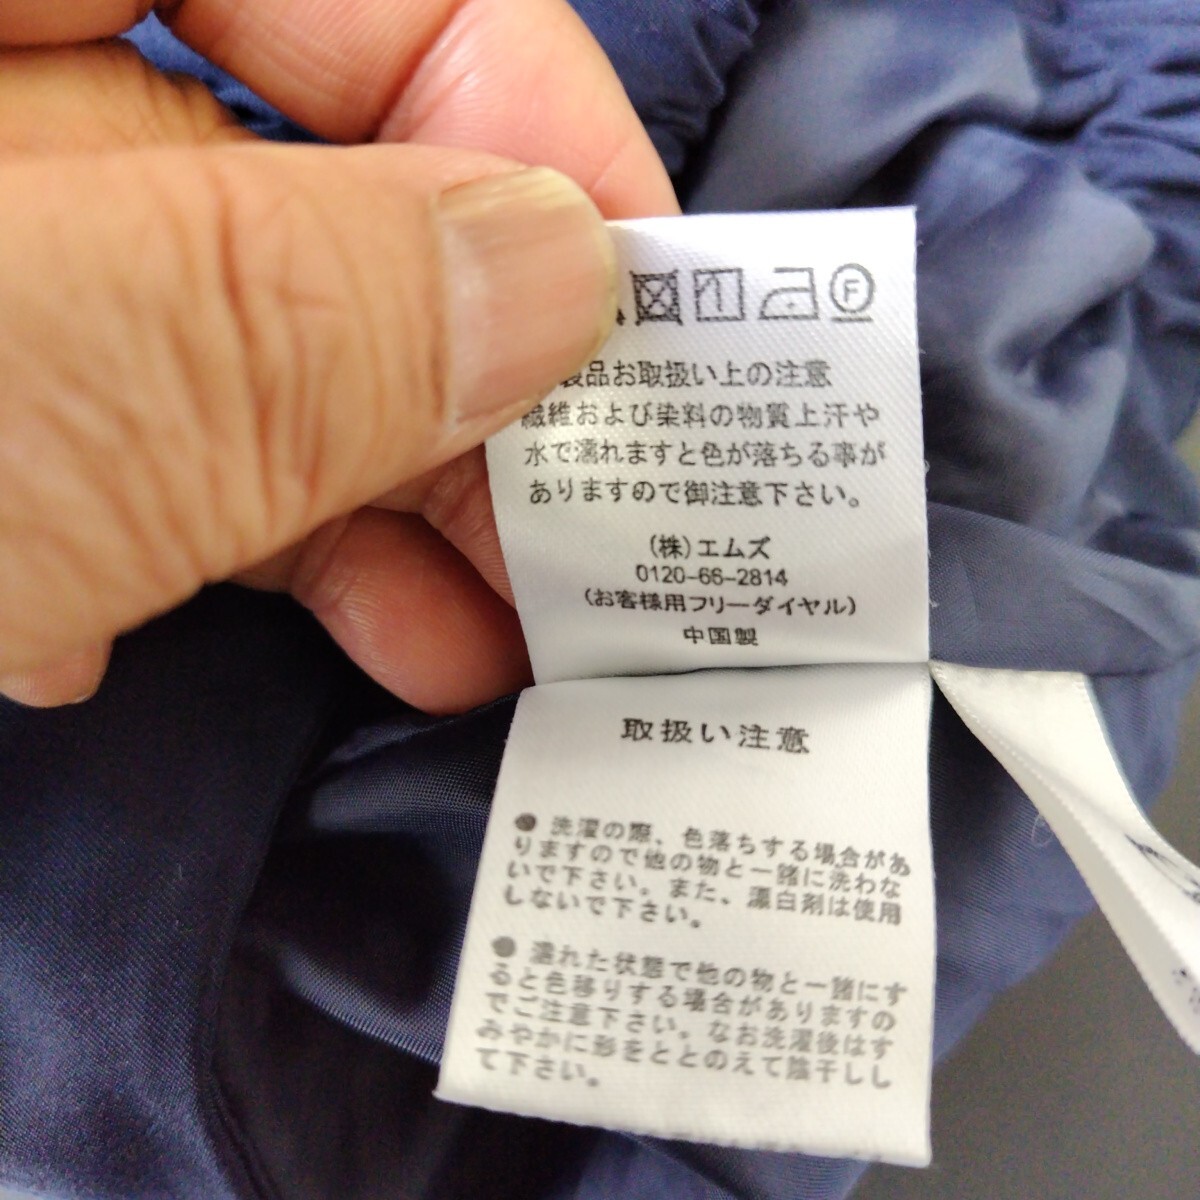 F
製品お取扱い上の注意
繊維および染料の物質上汗や
水で濡れますと色が落ちる事が
ありますので御注意下さい。
(株)エムズ
0120-66-2814
(お客様用フリーダイヤル)
中国製
取扱い注意
● 洗濯の際、色落ちする場合があ
りますので他の物と一緒に洗わな
いで下さい。また、漂白剤は使用
しないで下さい。
● 濡れた状態で他の物と一緒にす
ると色移りする場合がありますの
でご注意下さい。なお洗濯後はす
みやかに形をととのえて陰干しし
て下さい。